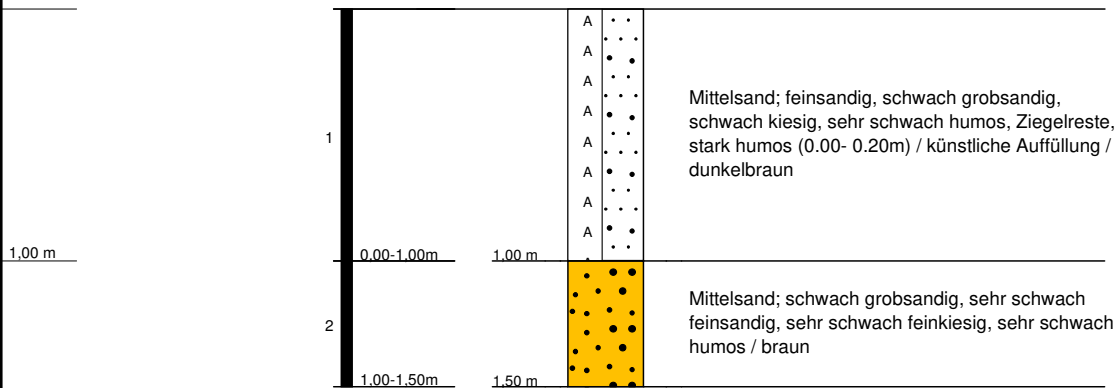 A
A
A
A
A
A
A
A
Mittelsand; feinsandig, schwach grobsandig,
schwach kiesig, sehr schwach humos, Ziegelreste,
stark humos (0.00- 0.20m) / künstliche Auffüllung /
dunkelbraun
1
1,00 m
0,00-1,00m
1,00 m
Mittelsand; schwach grobsandig, sehr schwach
feinsandig, sehr schwach feinkiesig, sehr schwach
humos / braun
2
1,00-1,50m
1,50 m